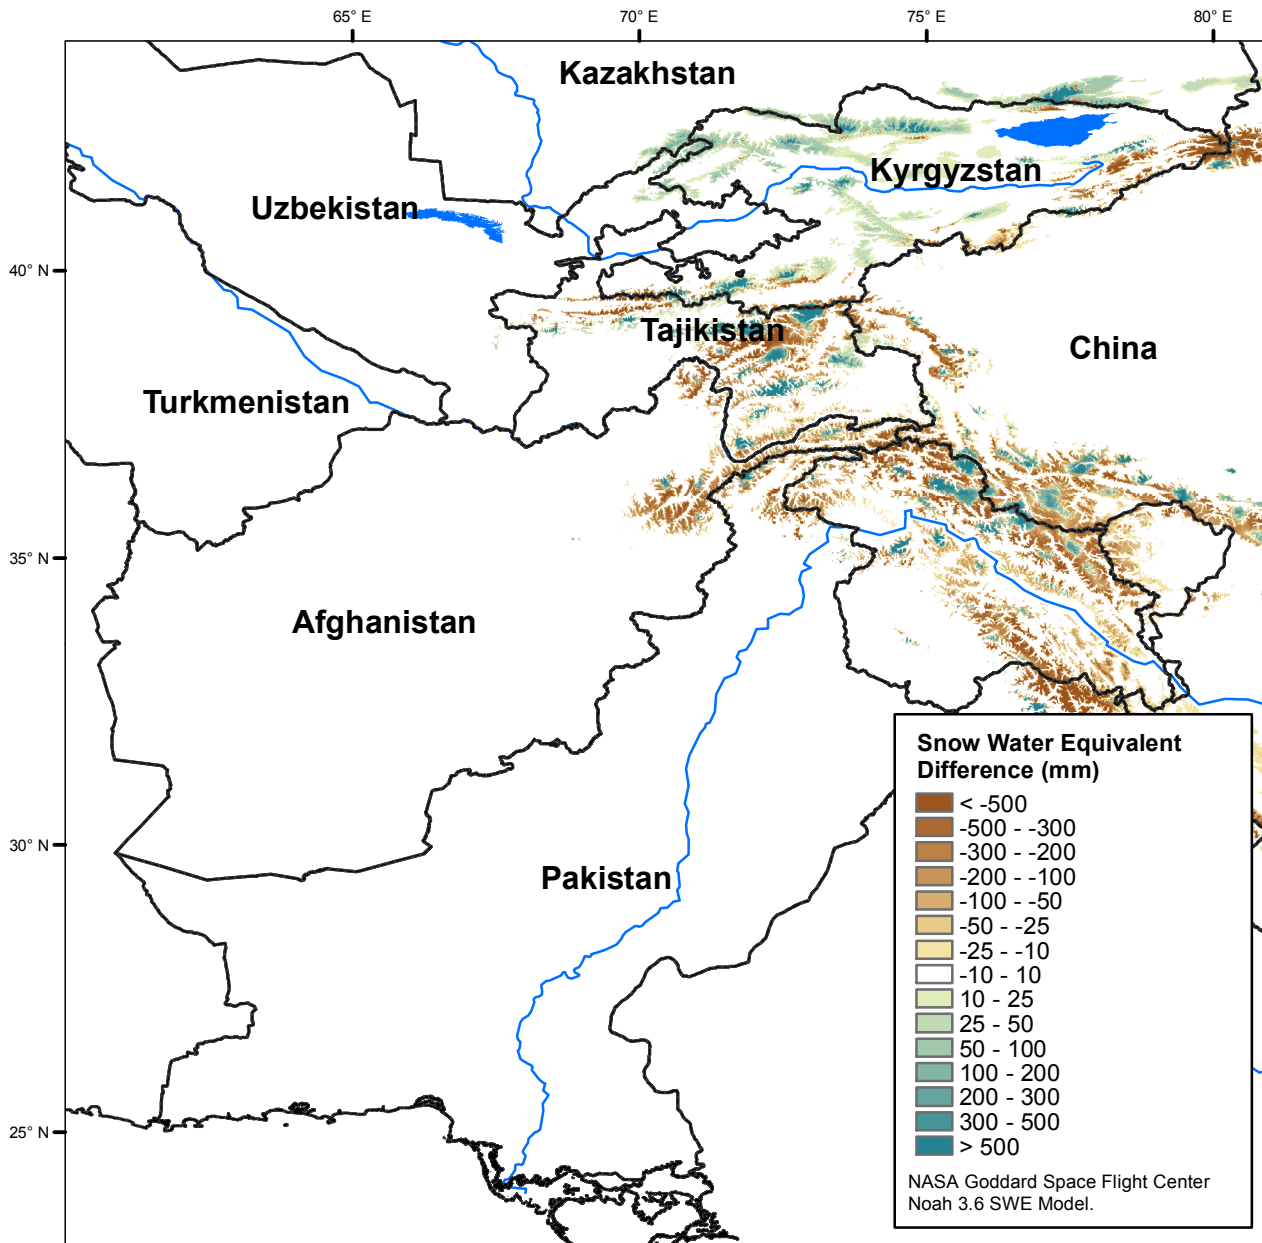 65° E
70° E
75° E
80° E
Kazakhstan
Kyrgyzstan
Uzbekistan
40° N
Tajikistan
China
Turkmenistan
35° N
Afghanistan
Snow Water Equivalent
Difference (mm)
< -500
-500 - -300
-300 - -200
-200 - -100
-100 - -50
-50 - -25
-25 - -10
-10 - 10
10 - 25
25 - 50
50 - 100
100 - 200
200 - 300
300 - 500
> 500
30° N
Pakistan
25° N
NASA Goddard Space Flight Center
Noah 3.6 SWE Model.